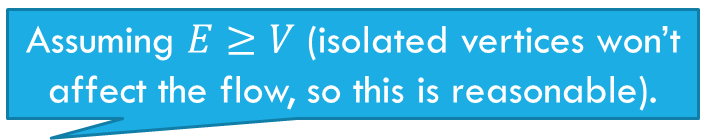 Assuming 𝐸 ≥ 𝑉 (isolated vertices won’t
affect the flow, so this is reasonable).